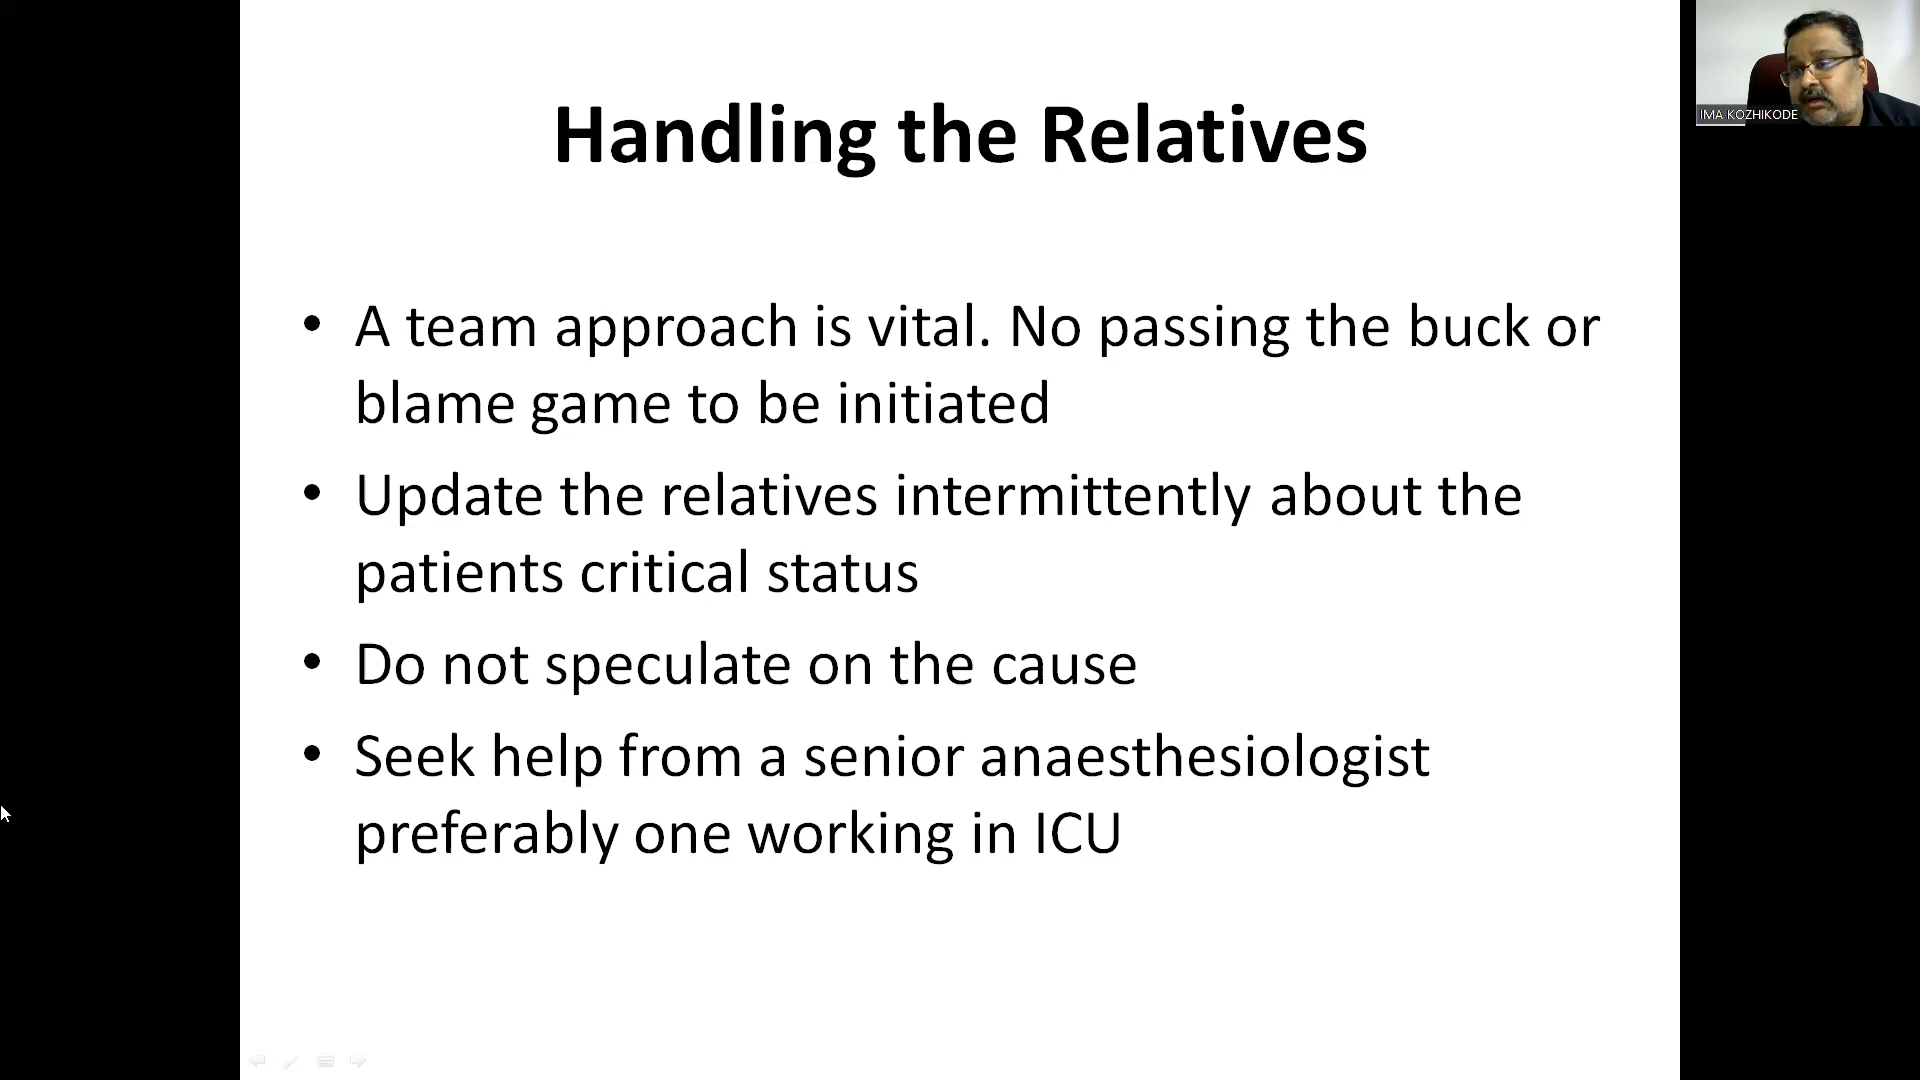 Handling the Relatives
IMA KOZHIKODE
• A team approach is vital. No passing the buck or
blame game to be initiated
• Update the relatives intermittently about the
patients critical status
• Do not speculate on the cause
• Seek help from a senior anaesthesiologist
preferably one working in ICU